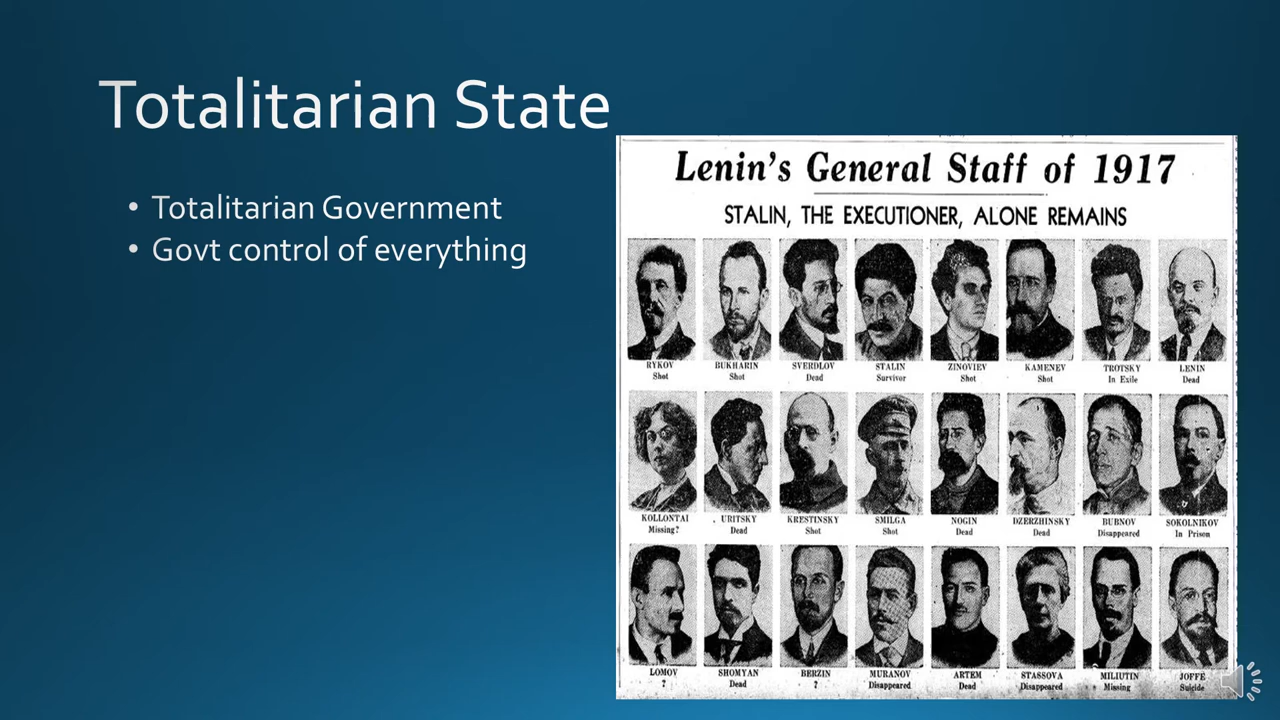 Totalitarian State
• Totalitarian Government
• Govt control of everything
Lenin's General Staff of 1917
STALIN, THE EXECUTIONER, ALONE REMAINS
RYKOV BUKHARIN SVERDLOV STALIN ZINOVIEV KAMENEV TROTSKY LENIN
Shot Shot Dead Survivor Shot Shot In Exile Dead
KOLLONTAI URITSKY KRESTINSKY SMILGA NOGIN DZERZHINSKY BUBNOV SOKOLNIKOV
Missing? Dead Shot Shot Dead Dead Disappeared In Prison
LOMOV SHOMYAN BERZIN MURANOV ARTEM STASSOVA MILIUTIN JOFFE
? Dead ? Disappeared Dead Disappeared Missing Suicide